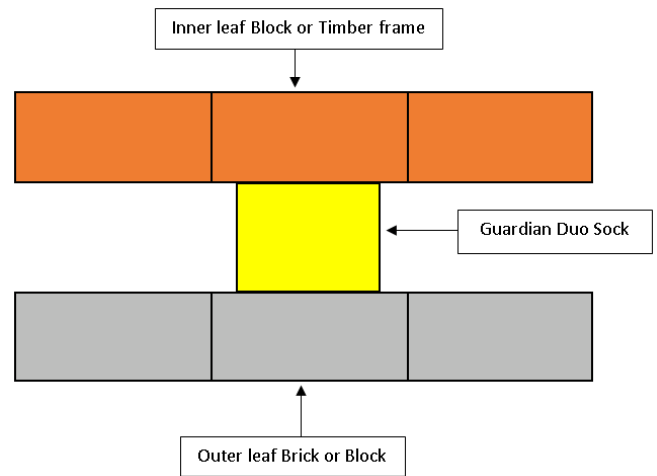 Inner leaf Block or Timber frame
Guardian Duo Sock
Outer leaf Brick or Block